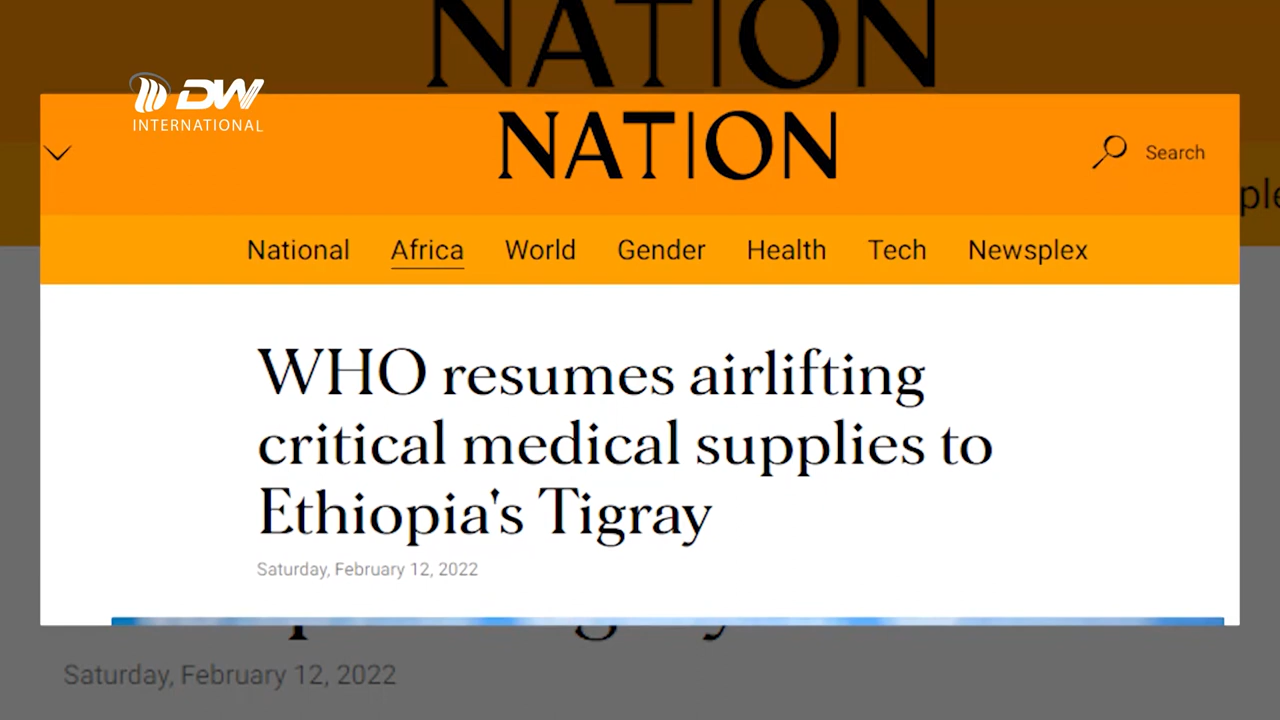 NATION
DW
INTERNATIONAL
NATION
Search
National Africa World Gender Health Tech Newsplex
WHO resumes airlifting
critical medical supplies to
Ethiopia's Tigray
Saturday, February 12, 2022
Saturday, February 12, 2022